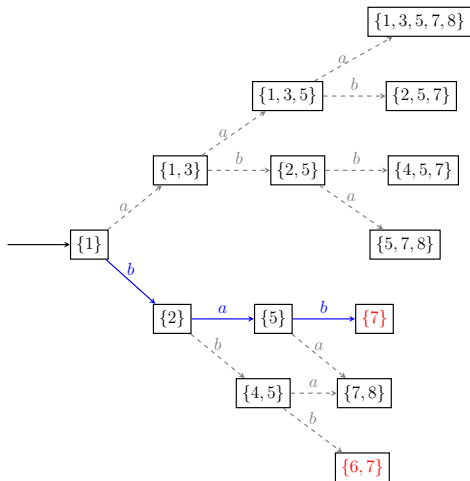 {1, 3, 5, 7, 8}
a
{1, 3, 5} b {2, 5, 7}
a
{1, 3} b {2, 5} b {4, 5, 7}
a a
{1} {5, 7, 8}
b
{2} a {5} b {7}
b a
{4, 5} a {7, 8}
b
{6, 7}